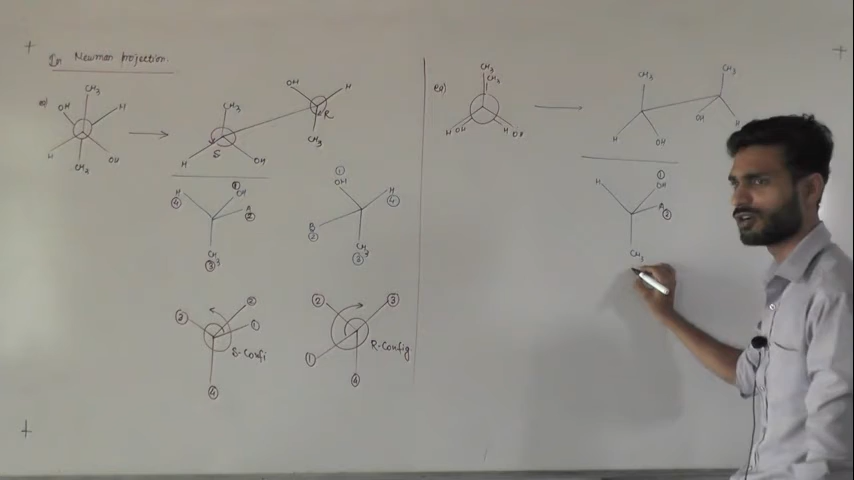 In Newman projection.
a)
CH3
OH
H
H
CH3
OH
CH3
S
H
OH
OH
H
R
CH3
H
④
①
OH
A
②
CH3
③
①
OH
H
④
B
②
CH3
③
③
②
①
S-Confi
④
②
③
①
R-Config
④
CH3
CH3
H
OH
H
OH
CH3
H
OH
CH3
OH
H
H
①
OH
A
②
CH3